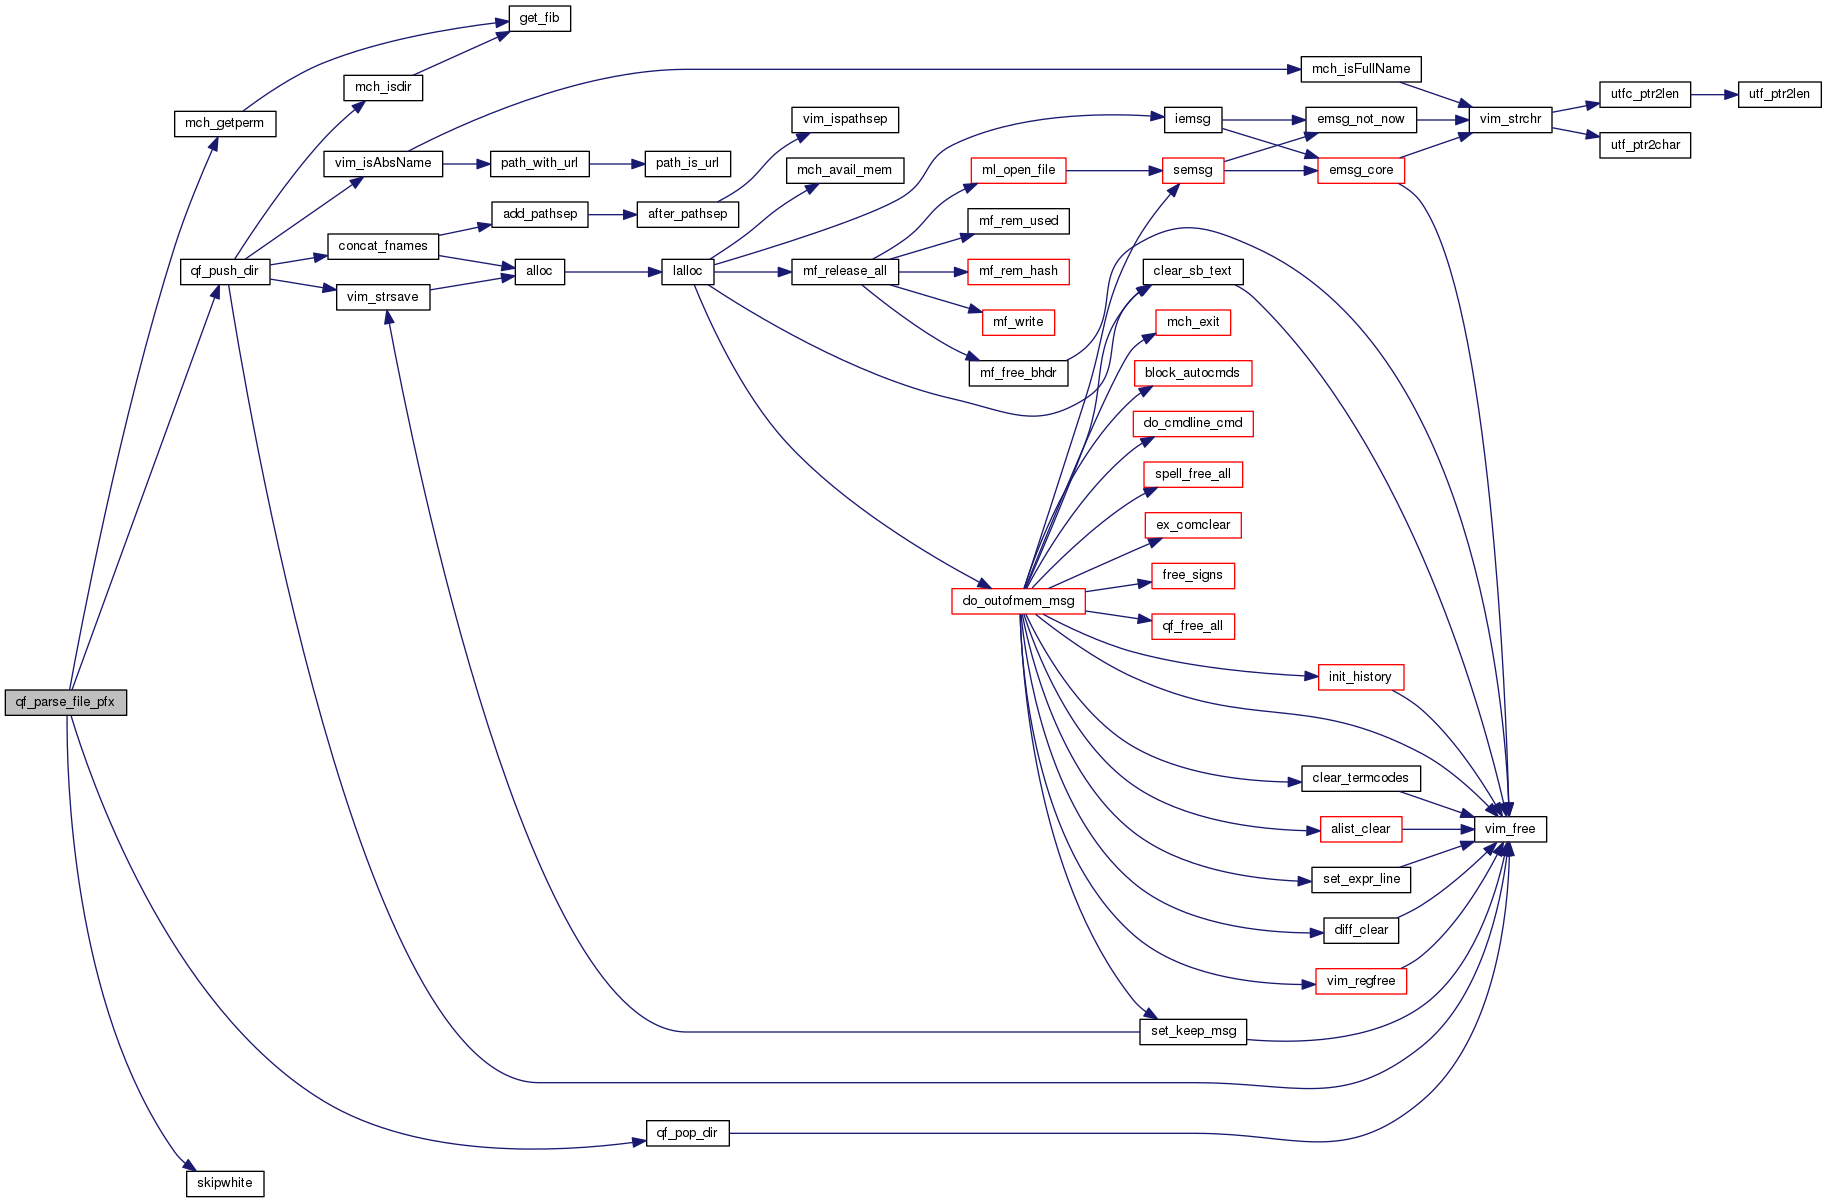 get_fib
mch_isFullName
mch_isdir
utfc_ptr2len
utf_ptr2len
mch_getperm
vim_ispathsep
iemsg
emsg_not_now
vim_strchr
utf_ptr2char
vim_isAbsName
path_with_url
path_is_url
mch_avail_mem
ml_open_file
semsg
emsg_core
add_pathsep
after_pathsep
mf_rem_used
concat_fnames
qf_push_dir
alloc
lalloc
mf_release_all
mf_rem_hash
clear_sb_text
vim_strsave
mf_write
mch_exit
mf_free_bhdr
block_autocmds
do_cmdline_cmd
spell_free_all
ex_comclear
free_signs
do_outofmem_msg
qf_free_all
init_history
qf_parse_file_pfx
clear_termcodes
alist_clear
vim_free
set_expr_line
diff_clear
vim_regfree
set_keep_msg
qf_pop_dir
skipwhite